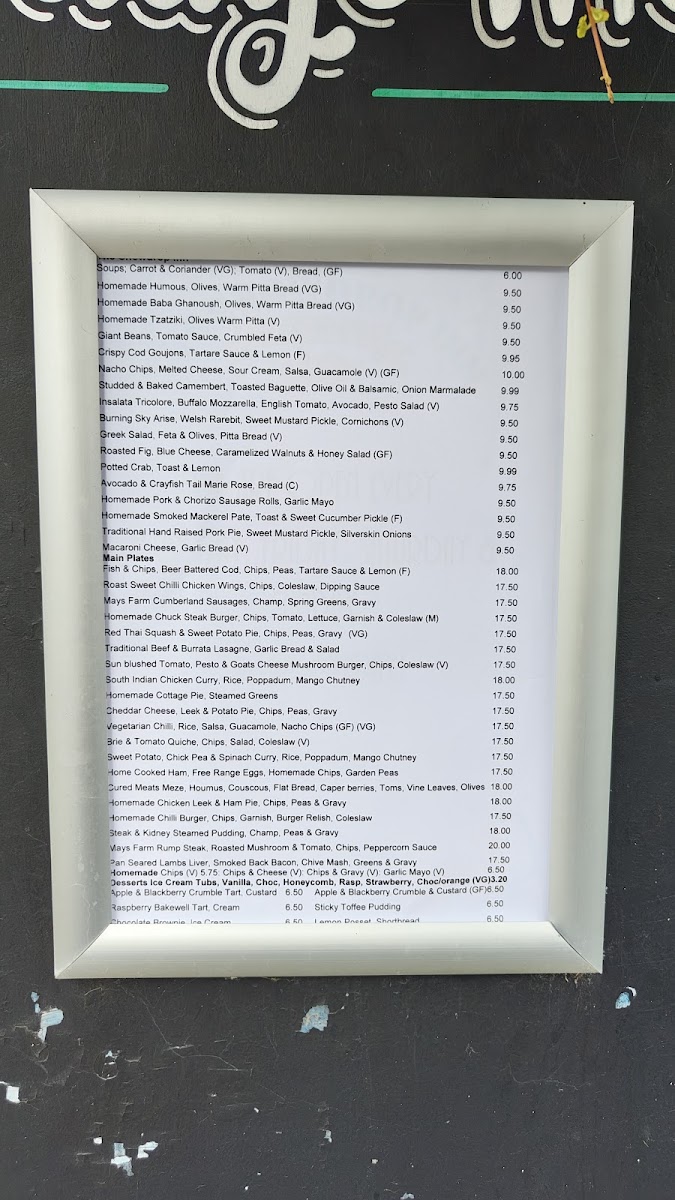 Soups; Carrot & Coriander (VG); Tomato (V), Bread, (GF) 6.00
Homemade Humous, Olives, Warm Pitta Bread (VG) 9.50
Homemade Baba Ghanoush, Olives, Warm Pitta Bread (VG) 9.50
Homemade Tzatziki, Olives Warm Pitta (V) 9.50
Giant Beans, Tomato Sauce, Crumbled Feta (V) 9.50
Crispy Cod Goujons, Tartare Sauce & Lemon (F) 9.95
Nacho Chips, Melted Cheese, Sour Cream, Salsa, Guacamole (V) (GF) 10.00
Studded & Baked Camembert, Toasted Baguette, Olive Oil & Balsamic, Onion Marmalade 9.99
Insalata Tricolore, Buffalo Mozzarella, English Tomato, Avocado, Pesto Salad (V) 9.75
Burning Sky Arise, Welsh Rarebit, Sweet Mustard Pickle, Cornichons (V) 9.50
Greek Salad, Feta & Olives, Pitta Bread (V) 9.50
Roasted Fig, Blue Cheese, Caramelized Walnuts & Honey Salad (GF) 9.50
Potted Crab, Toast & Lemon 9.99
Avocado & Crayfish Tail Marie Rose, Bread (C) 9.75
Homemade Pork & Chorizo Sausage Rolls, Garlic Mayo 9.50
Homemade Smoked Mackerel Pate, Toast & Sweet Cucumber Pickle (F) 9.50
Traditional Hand Raised Pork Pie, Sweet Mustard Pickle, Silverskin Onions 9.50
Macaroni Cheese, Garlic Bread (V) 9.50
Main Plates
Fish & Chips, Beer Battered Cod, Chips, Peas, Tartare Sauce & Lemon (F) 18.00
Roast Sweet Chilli Chicken Wings, Chips, Coleslaw, Dipping Sauce 17.50
Mays Farm Cumberland Sausages, Champ, Spring Greens, Gravy 17.50
Homemade Chuck Steak Burger, Chips, Tomato, Lettuce, Garnish & Coleslaw (M) 17.50
Red Thai Squash & Sweet Potato Pie, Chips, Peas, Gravy (VG) 17.50
Traditional Beef & Burrata Lasagne, Garlic Bread & Salad 17.50
Sun blushed Tomato, Pesto & Goats Cheese Mushroom Burger, Chips, Coleslaw (V) 17.50
South Indian Chicken Curry, Rice, Poppadum, Mango Chutney 18.00
Homemade Cottage Pie, Steamed Greens 17.50
Cheddar Cheese, Leek & Potato Pie, Chips, Peas, Gravy 17.50
Vegetarian Chilli, Rice, Salsa, Guacamole, Nacho Chips (GF) (VG) 17.50
Brie & Tomato Quiche, Chips, Salad, Coleslaw (V) 17.50
Sweet Potato, Chick Pea & Spinach Curry, Rice, Poppadum, Mango Chutney 17.50
Home Cooked Ham, Free Range Eggs, Homemade Chips, Garden Peas 17.50
Cured Meats Meze, Houmus, Couscous, Flat Bread, Caper berries, Toms, Vine Leaves, Olives 18.00
Homemade Chicken Leek & Ham Pie, Chips, Peas & Gravy 18.00
Homemade Chilli Burger, Chips, Garnish, Burger Relish, Coleslaw 17.50
Steak & Kidney Steamed Pudding, Champ, Peas & Gravy 18.00
Mays Farm Rump Steak, Roasted Mushroom & Tomato, Chips, Peppercorn Sauce 20.00
Pan Seared Lambs Liver, Smoked Back Bacon, Chive Mash, Greens & Gravy 17.50
Homemade Chips (V) 5.75; Chips & Cheese (V); Chips & Gravy (V); Garlic Mayo (V) 6.50
Desserts Ice Cream Tubs, Vanilla, Choc, Honeycomb, Rasp, Strawberry, Choc/orange (VG)3.20
Apple & Blackberry Crumble Tart, Custard 6.50 Apple & Blackberry Crumble & Custard (GF)6.50
Raspberry Bakewell Tart, Cream 6.50 Sticky Toffee Pudding 6.50
Chocolate Brownie, Ice Cream 6.50 Lemon Posset, Shortbread 6.50